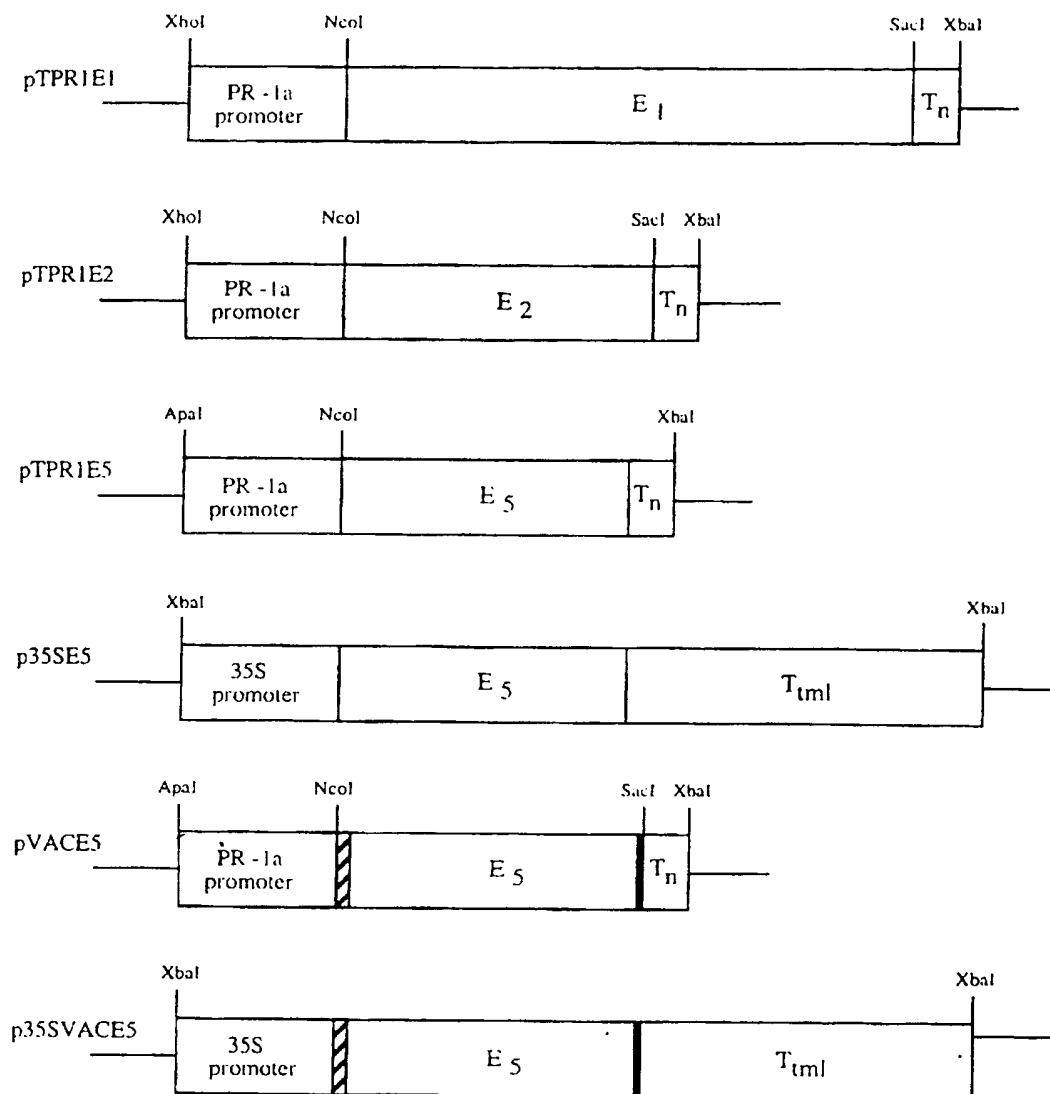 XhoI NcoI SacI XbaI
pTPR1E1
PR -1a promoter E1 Tn
XhoI NcoI SacI XbaI
pTPR1E2
PR -1a promoter E2 Tn
ApaI NcoI XbaI
pTPR1E5
PR -1a promoter E5 Tn
XbaI XbaI
p35SE5
35S promoter E5 Ttml
ApaI NcoI SacI XbaI
pVACE5
PR -1a promoter E5 Tn
XbaI XbaI
p35SVACE5
35S promoter E5 Ttml